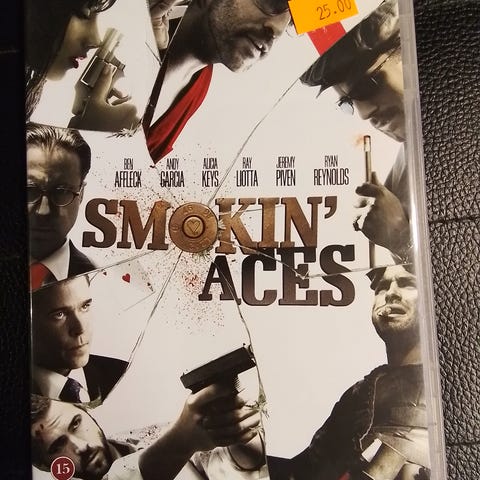 25.00
BEN AFFLECK
ANDY GARCIA
ALICIA KEYS
RAY LIOTTA
JEREMY PIVEN
RYAN REYNOLDS
SMOKIN'
ACES
15